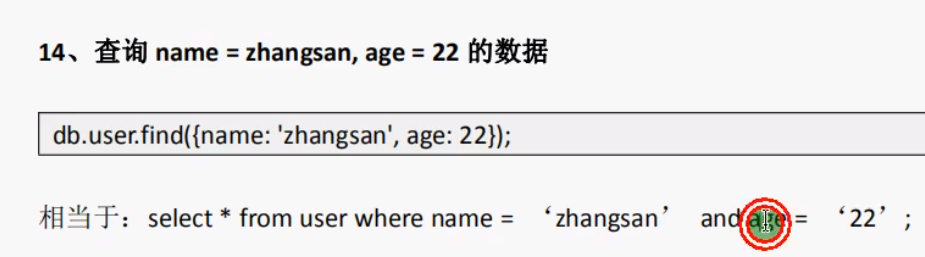 14、查询 name = zhangsan, age = 22 的数据
db.user.find({name: 'zhangsan', age: 22});
相当于：select * from user where name = ‘zhangsan’ and age = ‘22’;